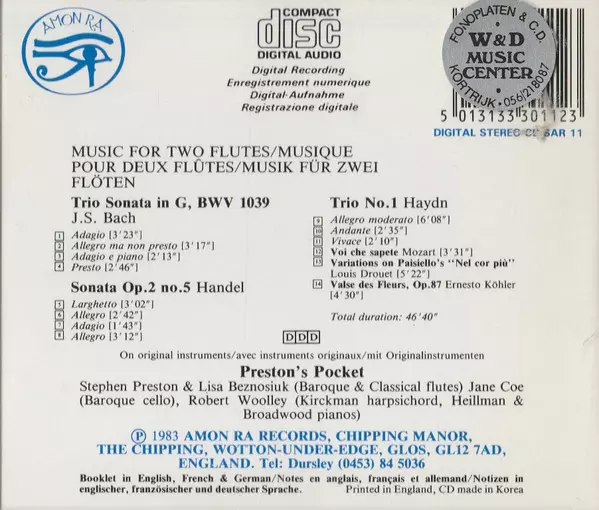 AMON RA
COMPACT
disc
DIGITAL AUDIO
Digital Recording
Enregistrement numerique
Digital-Aufnahme
Registrazione digitale
FONOPLATEN & C.D.
W&D
MUSIC
CENTER
KORTRIJK · 056/218087
5 013133 301123
DIGITAL STEREO CD SAR 11
MUSIC FOR TWO FLUTES/MUSIQUE
POUR DEUX FLÛTES/MUSIK FÜR ZWEI
FLÖTEN
Trio Sonata in G, BWV 1039
J.S. Bach
1 Adagio [3'23"]
2 Allegro ma non presto [3'17"]
3 Adagio e piano [2'13"]
4 Presto [2'46"]
Sonata Op.2 no.5 Handel
5 Larghetto [3'02"]
6 Allegro [2'42"]
7 Adagio [1'43"]
8 Allegro [3'12"]
Trio No.1 Haydn
9 Allegro moderato [6'08"]
10 Andante [2'35"]
11 Vivace [2'10"]
12 Voi che sapete Mozart [3'31"]
13 Variations on Paisiello's "Nel cor più"
Louis Drouet [5'22"]
14 Valse des Fleurs, Op.87 Ernesto Köhler
[4'30"]
Total duration: 46'40"
DDD
On original instruments/avec instruments originaux/mit Originalinstrumenten
Preston's Pocket
Stephen Preston & Lisa Beznosiuk (Baroque & Classical flutes) Jane Coe
(Baroque cello), Robert Woolley (Kirckman harpsichord, Heillman &
Broadwood pianos)
Ⓟ 1983 AMON RA RECORDS, CHIPPING MANOR,
THE CHIPPING, WOTTON-UNDER-EDGE, GLOS, GL12 7AD,
ENGLAND. Tel: Dursley (0453) 84 5036
Booklet in English, French & German/Notes en anglais, français et allemand/Notizen in
englischer, französischer und deutscher Sprache.
Printed in England, CD made in Korea